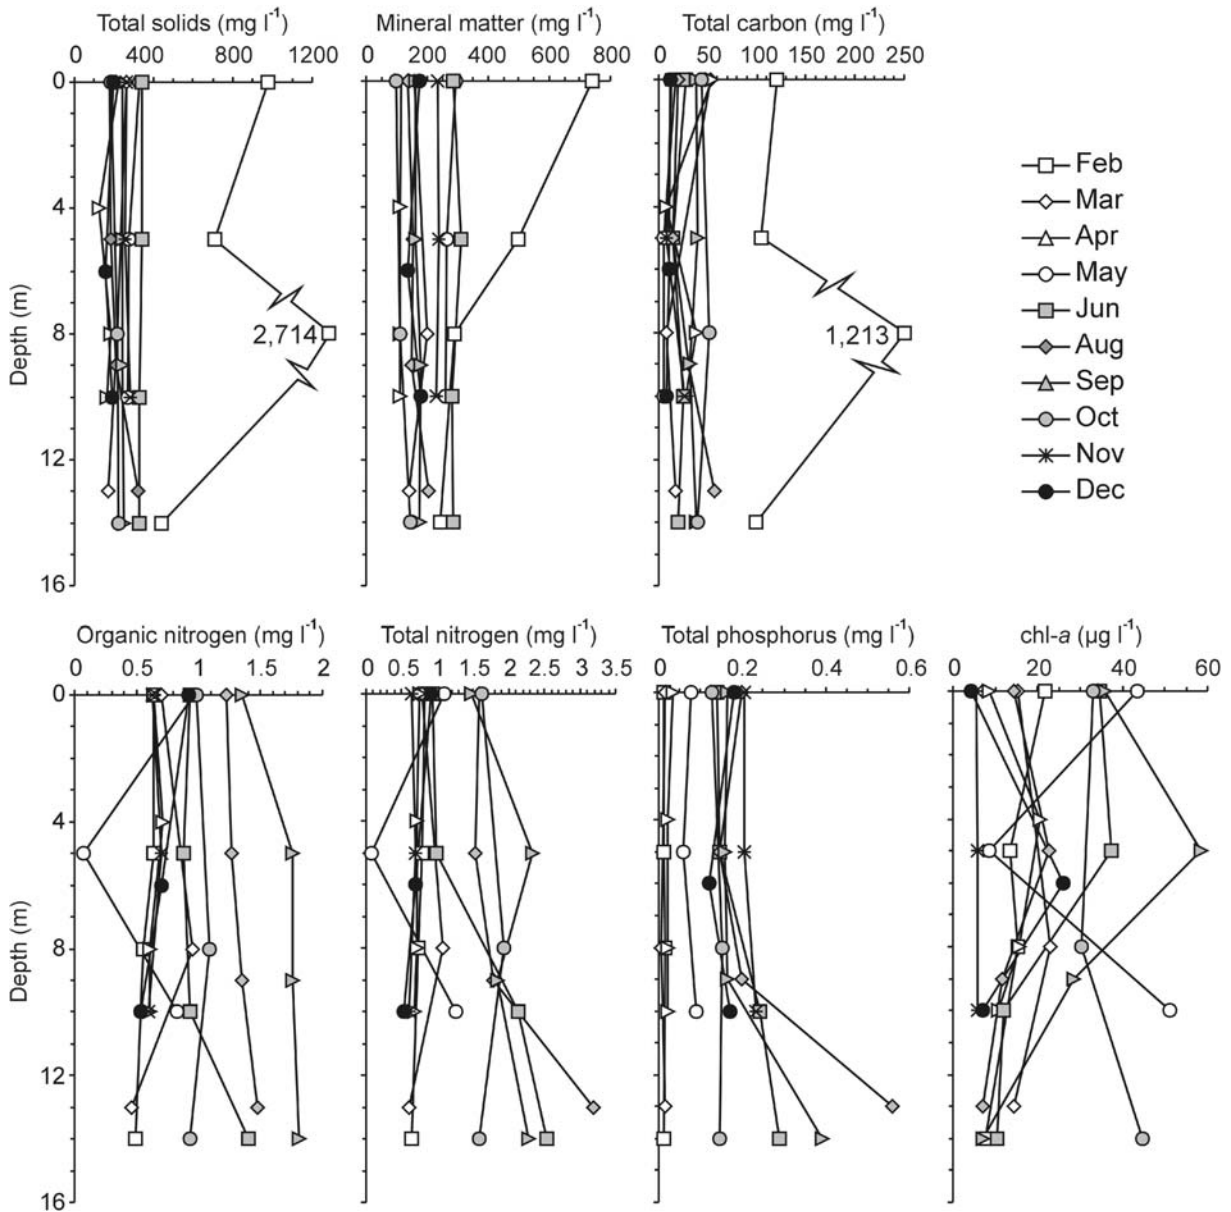 Total solids (mg l⁻¹) Mineral matter (mg l⁻¹) Total carbon (mg l⁻¹)
0 400 800 1200 0 200 400 600 800 0 50 100 150 200 250
0
4
8
12
16
Depth (m)
2,714
1,213
Feb
Mar
Apr
May
Jun
Aug
Sep
Oct
Nov
Dec
Organic nitrogen (mg l⁻¹) Total nitrogen (mg l⁻¹) Total phosphorus (mg l⁻¹) chl-a (µg l⁻¹)
0 0.5 1 1.5 2 0 0.5 1 1.5 2 2.5 3 3.5 0 0.2 0.4 0.6 0 20 40 60
0
4
8
12
16
Depth (m)